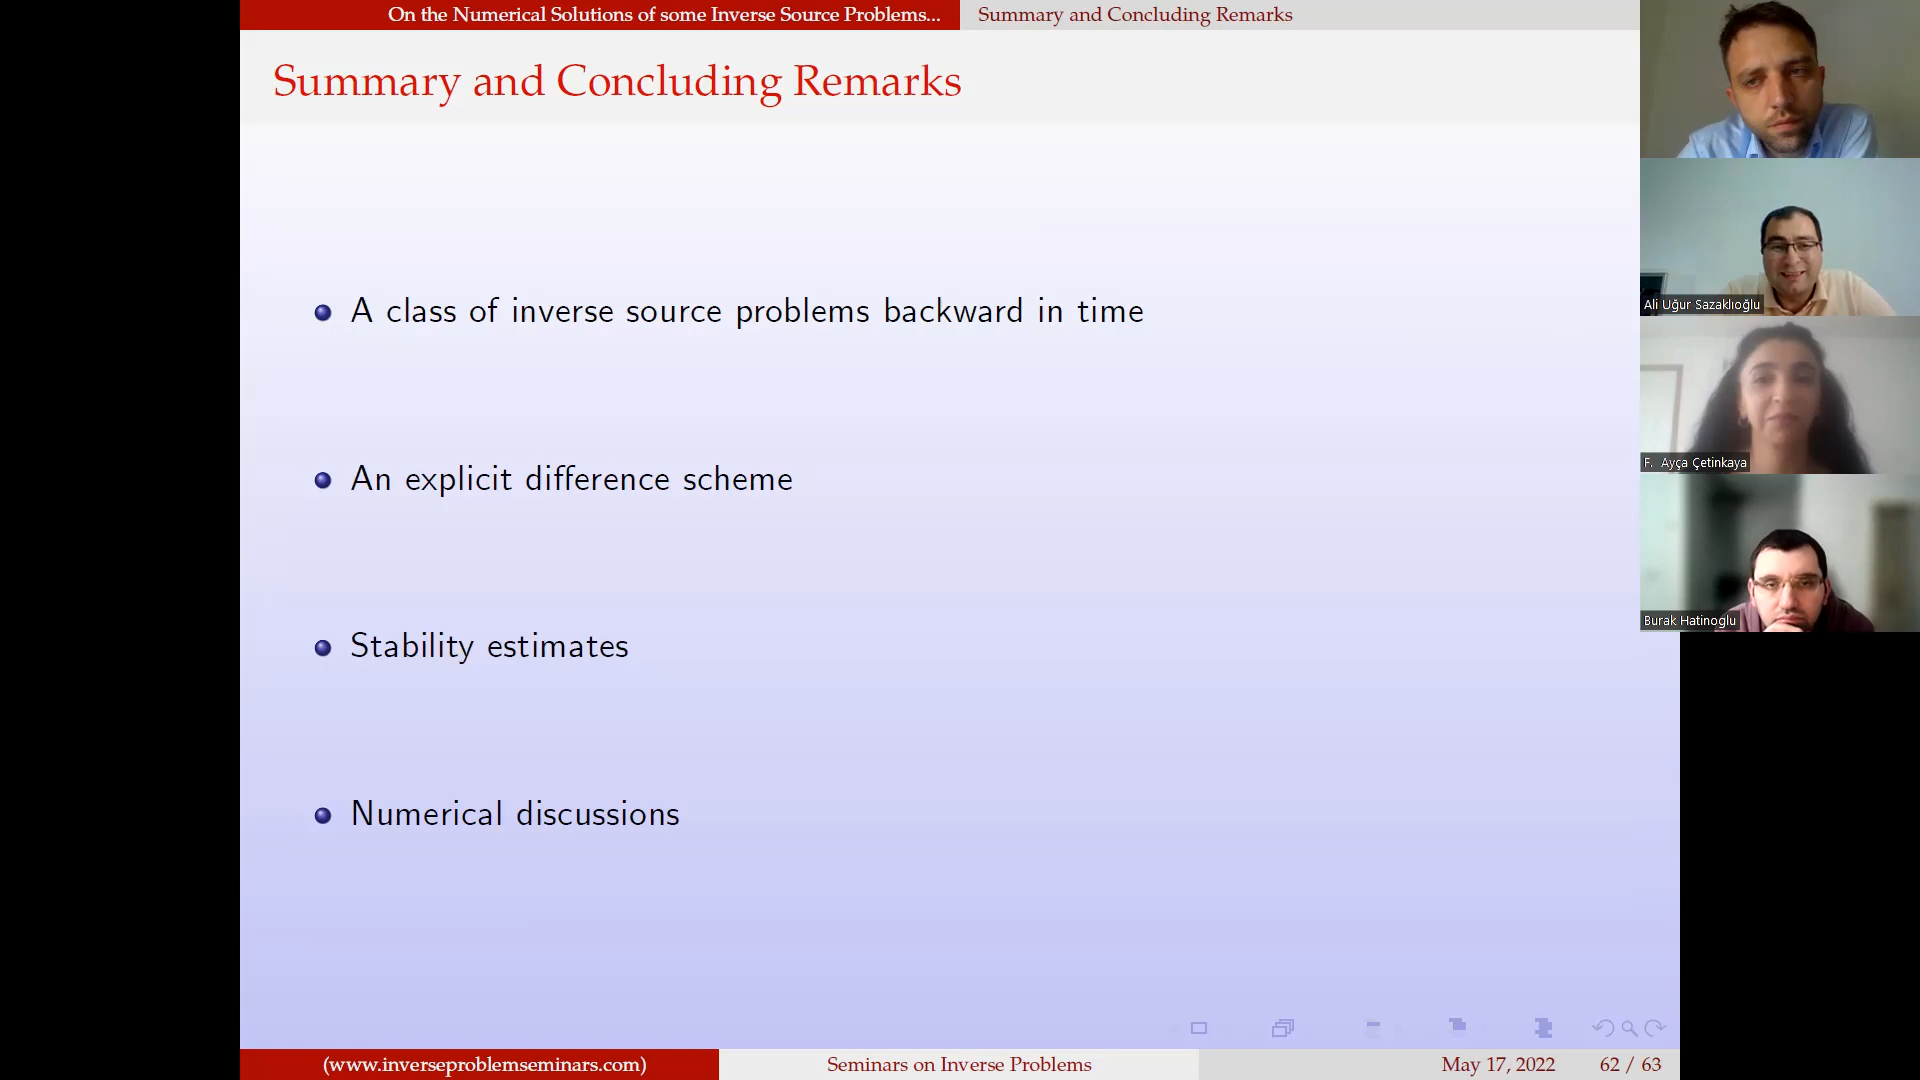 On the Numerical Solutions of some Inverse Source Problems...
Summary and Concluding Remarks
Summary and Concluding Remarks
A class of inverse source problems backward in time
An explicit difference scheme
Stability estimates
Numerical discussions
(www.inverseproblemseminars.com)
Seminars on Inverse Problems
May 17, 2022
62 / 63
Ali Uğur Sazaklıoğlu
F. Ayça Çetinkaya
Burak Hatinoglu